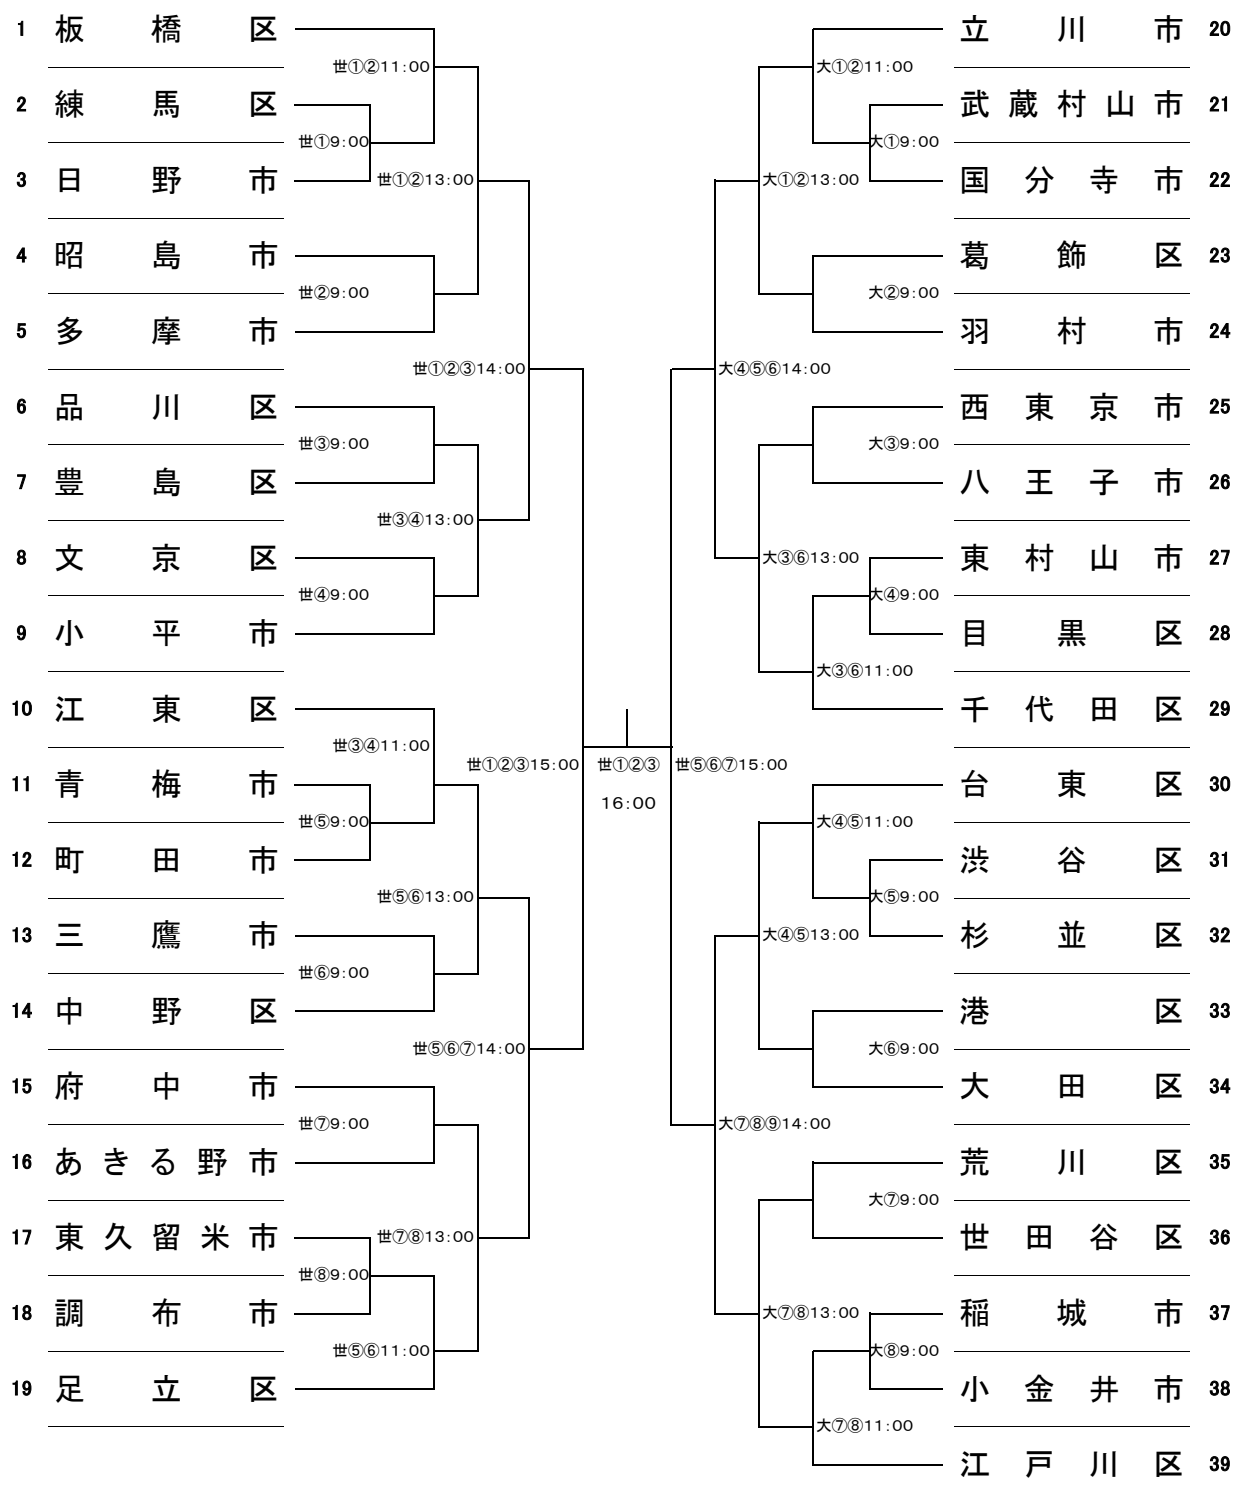 1 板橋区
世①②11:00
2 練馬区
世①9:00
3 日野市
世①②13:00
4 昭島市
世②9:00
5 多摩市
世①②③14:00
6 品川区
世③9:00
7 豊島区
世③④13:00
8 文京区
世④9:00
9 小平市
10 江東区
世③④11:00
世①②③15:00
11 青梅市
世⑤9:00
12 町田市
世⑤⑥13:00
13 三鷹市
世⑥9:00
14 中野区
世⑤⑥⑦14:00
15 府中市
世⑦9:00
16 あきる野市
17 東久留米市
世⑦⑧13:00
世⑧9:00
18 調布市
世⑤⑥11:00
19 足立区
世①②③
16:00
立川市 20
大①②11:00
武蔵村山市 21
大①9:00
国分寺市 22
大①②13:00
葛飾区 23
大②9:00
羽村市 24
大④⑤⑥14:00
西東京市 25
大③9:00
八王子市 26
東村山市 27
大③⑥13:00
大④9:00
目黒区 28
大③⑥11:00
千代田区 29
世⑤⑥⑦15:00
台東区 30
大④⑤11:00
渋谷区 31
大⑤9:00
杉並区 32
大④⑤13:00
港区 33
大⑥9:00
大田区 34
大⑦⑧⑨14:00
荒川区 35
大⑦9:00
世田谷区 36
稲城市 37
大⑦⑧13:00
大⑧9:00
小金井市 38
大⑦⑧11:00
江戸川区 39